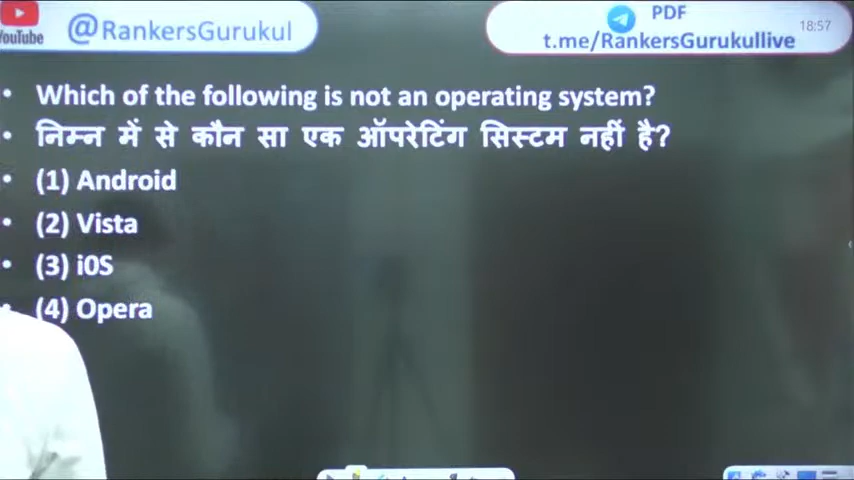 YouTube
@RankersGurukul
PDF
t.me/RankersGurukullive
18:57
• Which of the following is not an operating system?
• निम्न में से कौन सा एक ऑपरेटिंग सिस्टम नहीं है?
• (1) Android
• (2) Vista
• (3) iOS
• (4) Opera